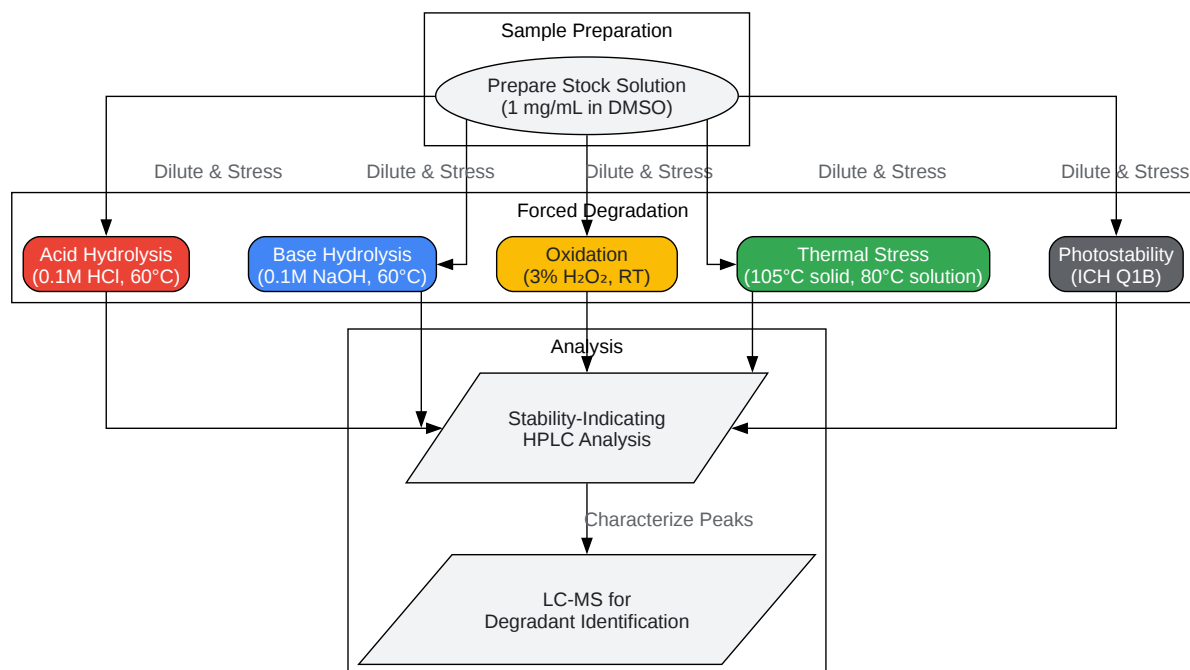 Sample Preparation
Prepare Stock Solution
(1 mg/mL in DMSO)
Dilute & Stress
Dilute & Stress
Dilute & Stress
Dilute & Stress
Dilute & Stress
Forced Degradation
Acid Hydrolysis
(0.1M HCl, 60°C)
Base Hydrolysis
(0.1M NaOH, 60°C)
Oxidation
(3% H₂O₂, RT)
Thermal Stress
(105°C solid, 80°C solution)
Photostability
(ICH Q1B)
Analysis
Stability-Indicating
HPLC Analysis
Characterize Peaks
LC-MS for
Degradant Identification